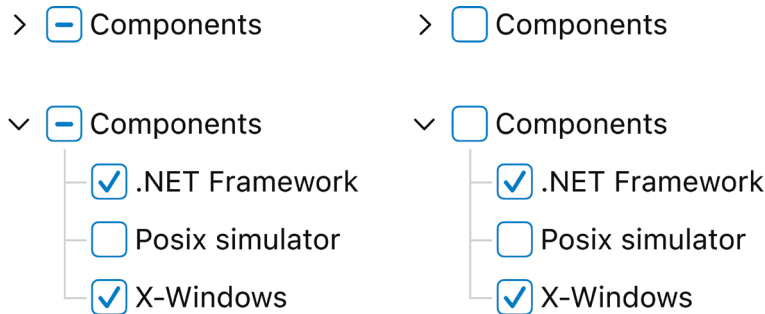 Components Components
Components Components
.NET Framework .NET Framework
Posix simulator Posix simulator
X-Windows X-Windows